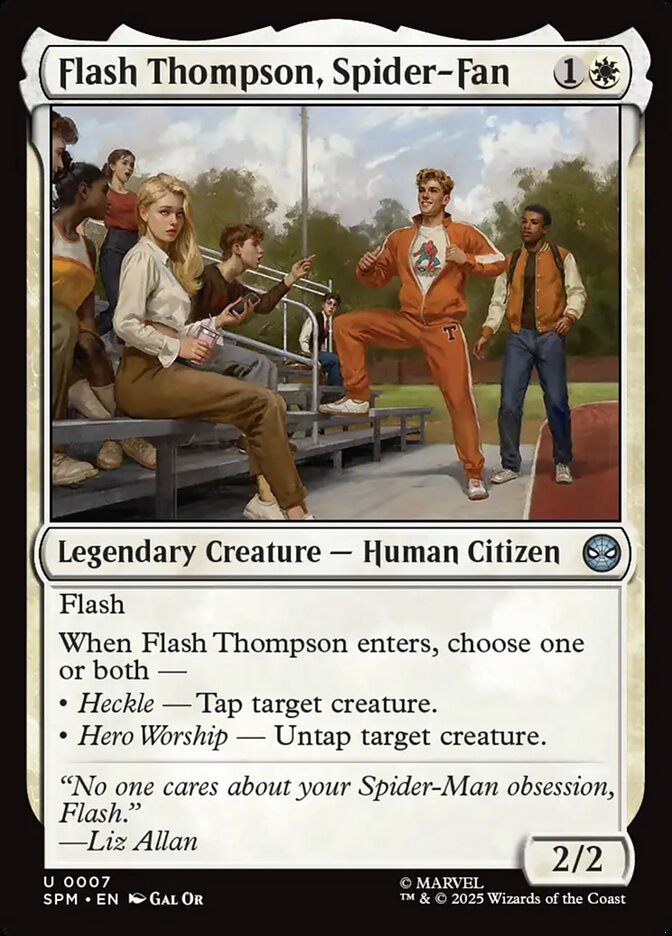 Flash Thompson, Spider-Fan 1
T
Legendary Creature — Human Citizen
Flash
When Flash Thompson enters, choose one
or both —
• Heckle — Tap target creature.
• Hero Worship — Untap target creature.
“No one cares about your Spider-Man obsession,
Flash.”
—Liz Allan
2/2
U 0007
SPM • EN Gal Or
© MARVEL
™ & © 2025 Wizards of the Coast